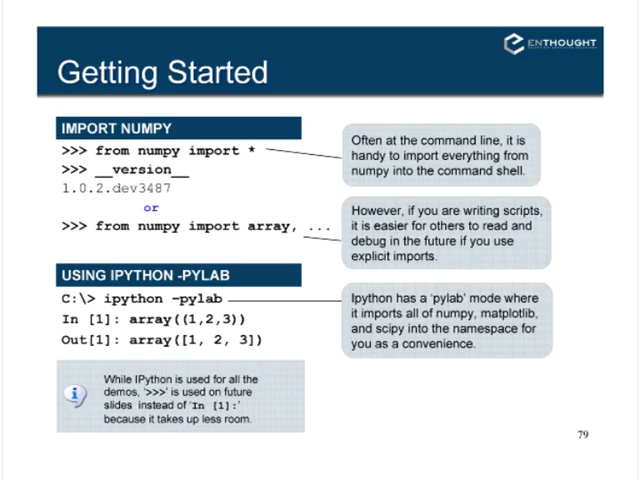 ENTHOUGHT
Getting Started
IMPORT NUMPY
>>> from numpy import *
>>> __version__
1.0.2.dev3487
or
>>> from numpy import array, ...
Often at the command line, it is
handy to import everything from
numpy into the command shell.
However, if you are writing scripts,
it is easier for others to read and
debug in the future if you use
explicit imports.
USING IPYTHON -PYLAB
C:\> ipython –pylab
In [1]: array((1,2,3))
Out[1]: array([1, 2, 3])
Ipython has a 'pylab' mode where
it imports all of numpy, matplotlib,
and scipy into the namespace for
you as a convenience.
While IPython is used for all the
demos, '>>>' is used on future
slides instead of 'In [1]:'
because it takes up less room.
79